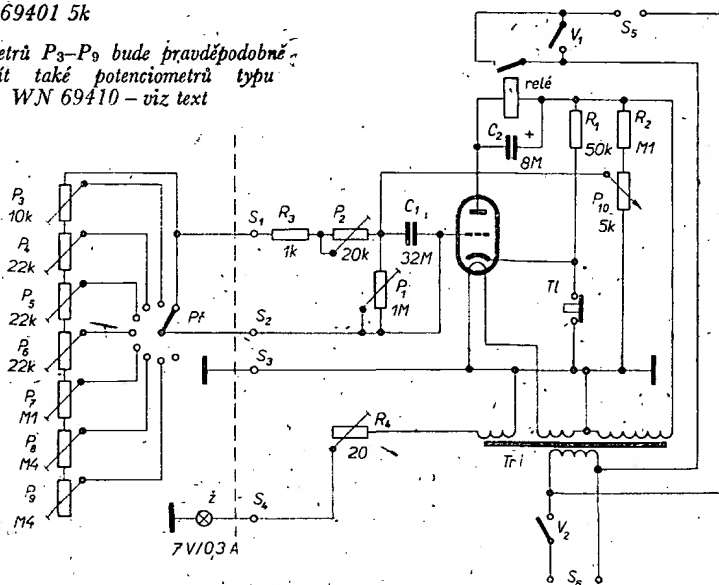 69401 5k
metrů P3–P9 bude pravděpodobně
ít také potenciometrů typu
WN 69410 – viz text
S5
V1
relé
C2
8M
+
R1
50k
R2
M1
P10
5k
P3
10k
P4
22k
P5
22k
P6
22k
P7
M1
P8
M4
P9
M4
Př
S1
R3
1k
P2
20k
C1
32M
P1
1M
S2
S3
Tl
R4
20
Tr1
ž
7V/0,3A
S4
V2
S6